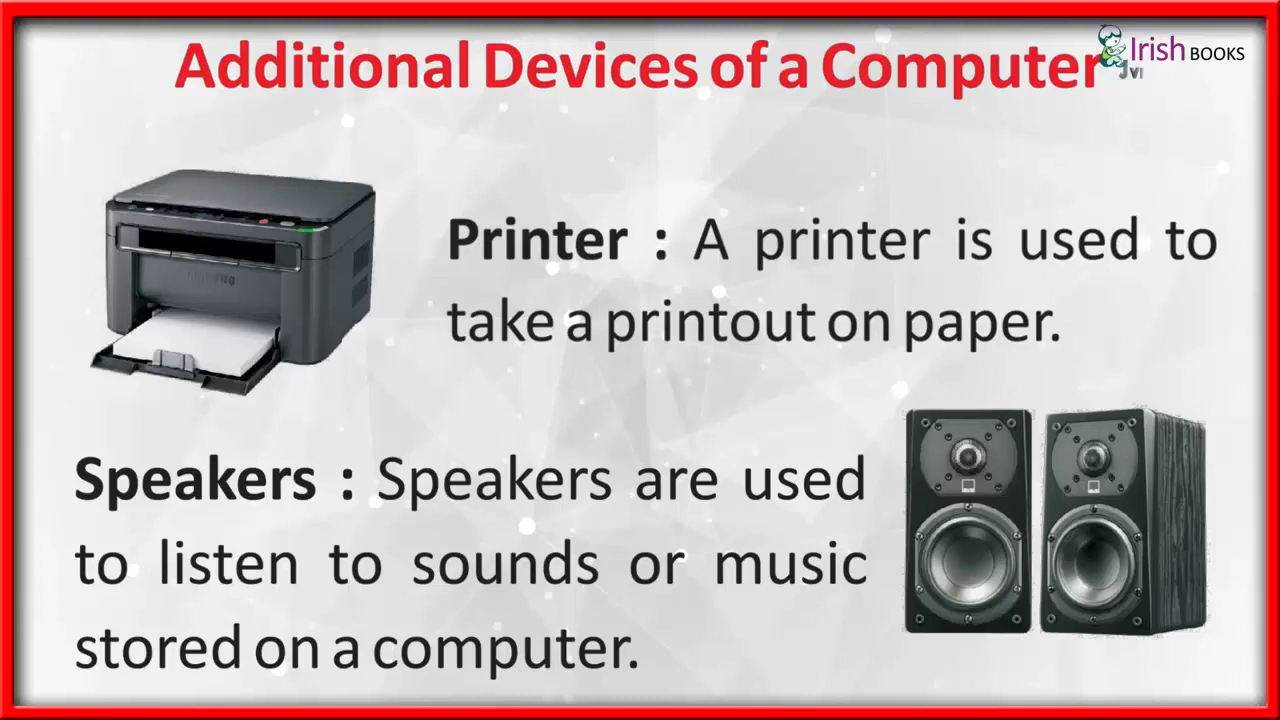 Additional Devices of a Computer
Irish BOOKS
Printer : A printer is used to
take a printout on paper.
Speakers : Speakers are used
to listen to sounds or music
stored on a computer.